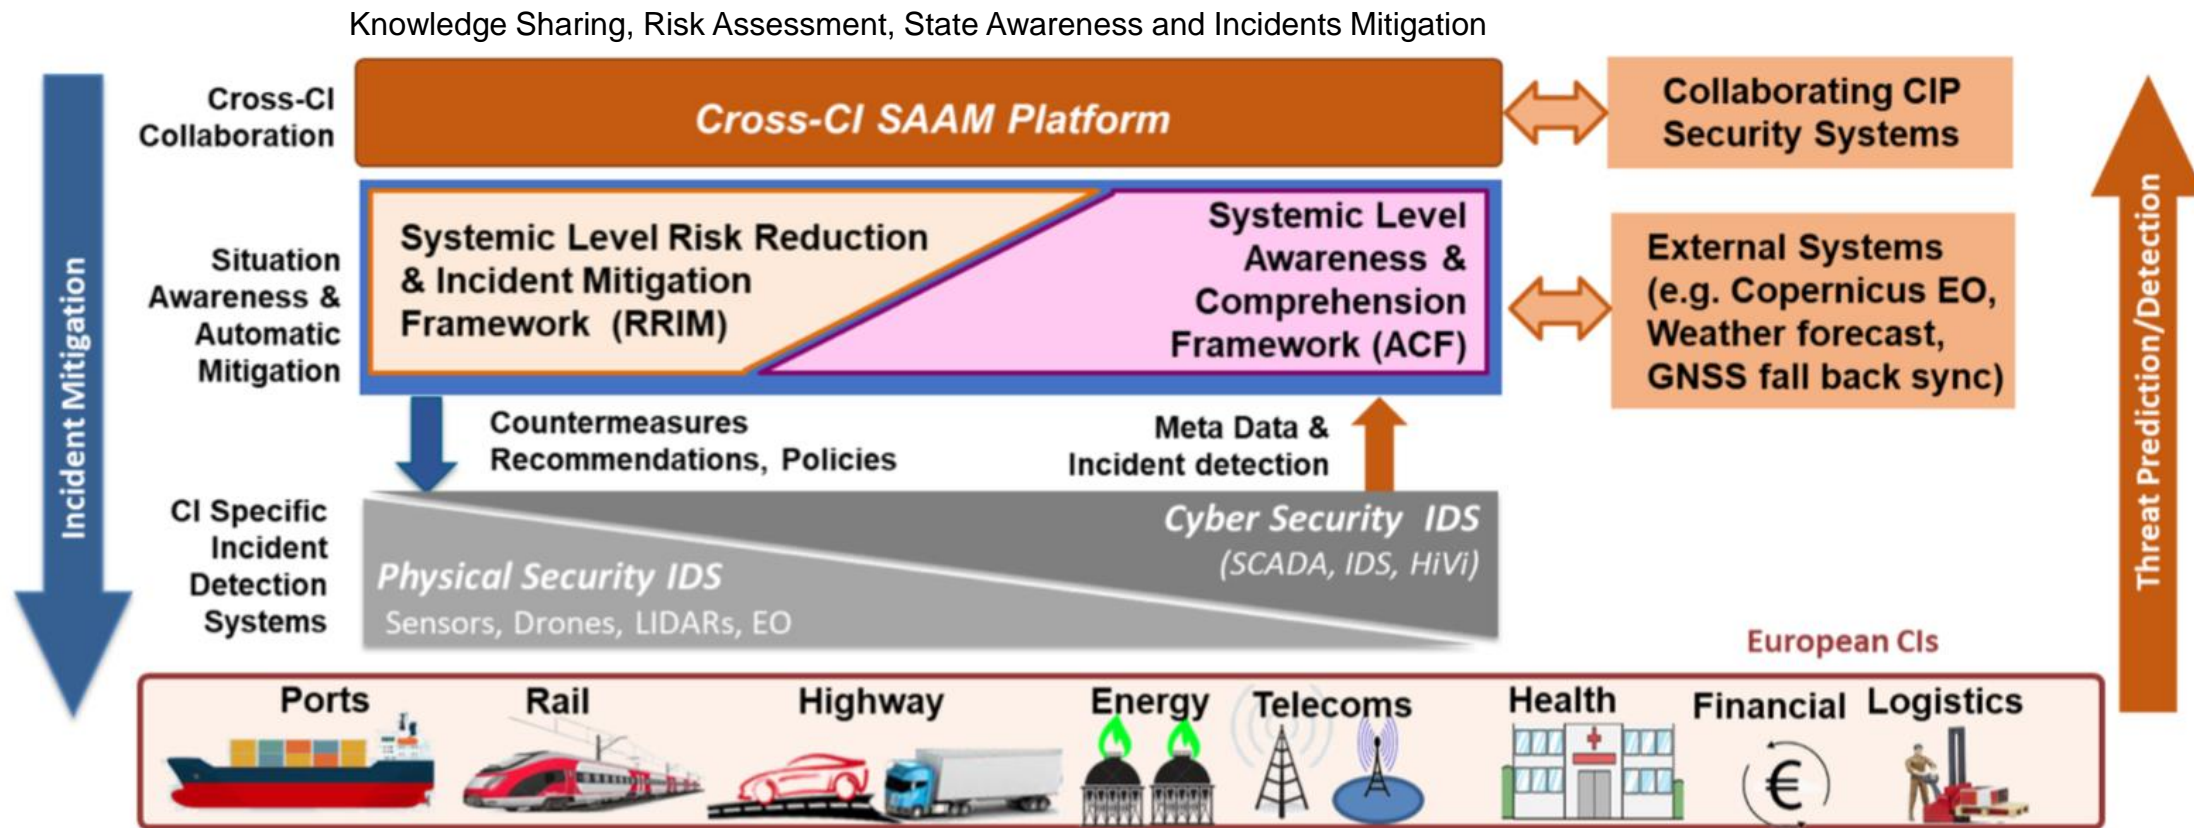 Knowledge Sharing, Risk Assessment, State Awareness and Incidents Mitigation
Cross-CI
Collaboration
Cross-CI SAAM Platform
Collaborating CIP
Security Systems
Situation
Awareness &
Automatic
Mitigation
Systemic Level Risk Reduction
& Incident Mitigation
Framework (RRIM)
Systemic Level
Awareness &
Comprehension
Framework (ACF)
External Systems
(e.g. Copernicus EO,
Weather forecast,
GNSS fall back sync)
Incident Mitigation
Threat Prediction/Detection
Countermeasures
Recommendations, Policies
Meta Data &
Incident detection
CI Specific
Incident
Detection
Systems
Physical Security IDS
Sensors, Drones, LIDARs, EO
Cyber Security IDS
(SCADA, IDS, HiVi)
European CIs
Ports
Rail
Highway
Energy
Telecoms
Health
Financial
Logistics
€